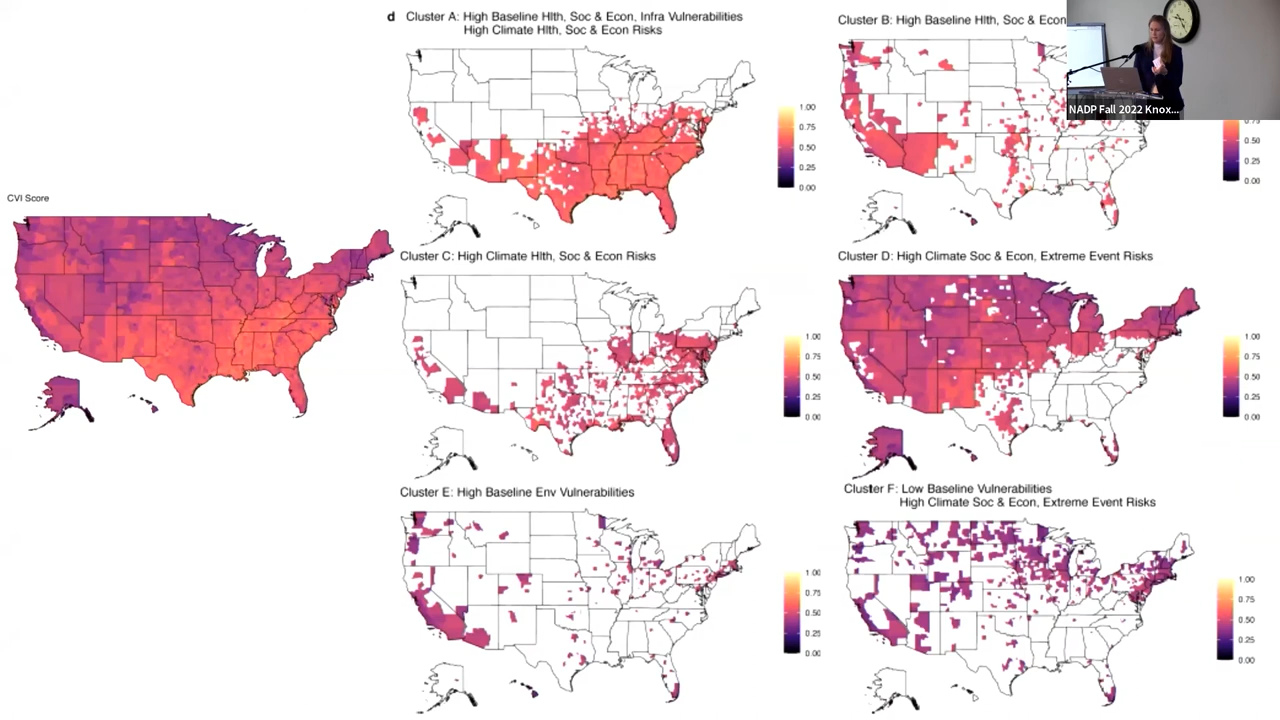 d Cluster A: High Baseline Hlth, Soc & Econ, Infra Vulnerabilities
High Climate Hlth, Soc & Econ Risks
1.00
0.75
0.50
0.25
0.00
Cluster B: High Baseline Hlth, Soc & Econ
NADP Fall 2022 Knox...
0.75
0.50
0.25
0.00
CVI Score
Cluster C: High Climate Hlth, Soc & Econ Risks
1.00
0.75
0.50
0.25
0.00
Cluster D: High Climate Soc & Econ, Extreme Event Risks
1.00
0.75
0.50
0.25
0.00
Cluster E: High Baseline Env Vulnerabilities
1.00
0.75
0.50
0.25
0.00
Cluster F: Low Baseline Vulnerabilities
High Climate Soc & Econ, Extreme Event Risks
1.00
0.75
0.50
0.25
0.00